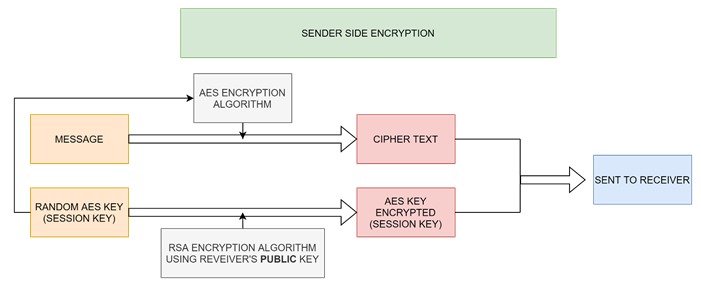 SENDER SIDE ENCRYPTION
AES ENCRYPTION
ALGORITHM
MESSAGE
CIPHER TEXT
SENT TO RECEIVER
RANDOM AES KEY
(SESSION KEY)
AES KEY
ENCRYPTED
(SESSION KEY)
RSA ENCRYPTION ALGORITHM
USING REVEIVER'S PUBLIC KEY